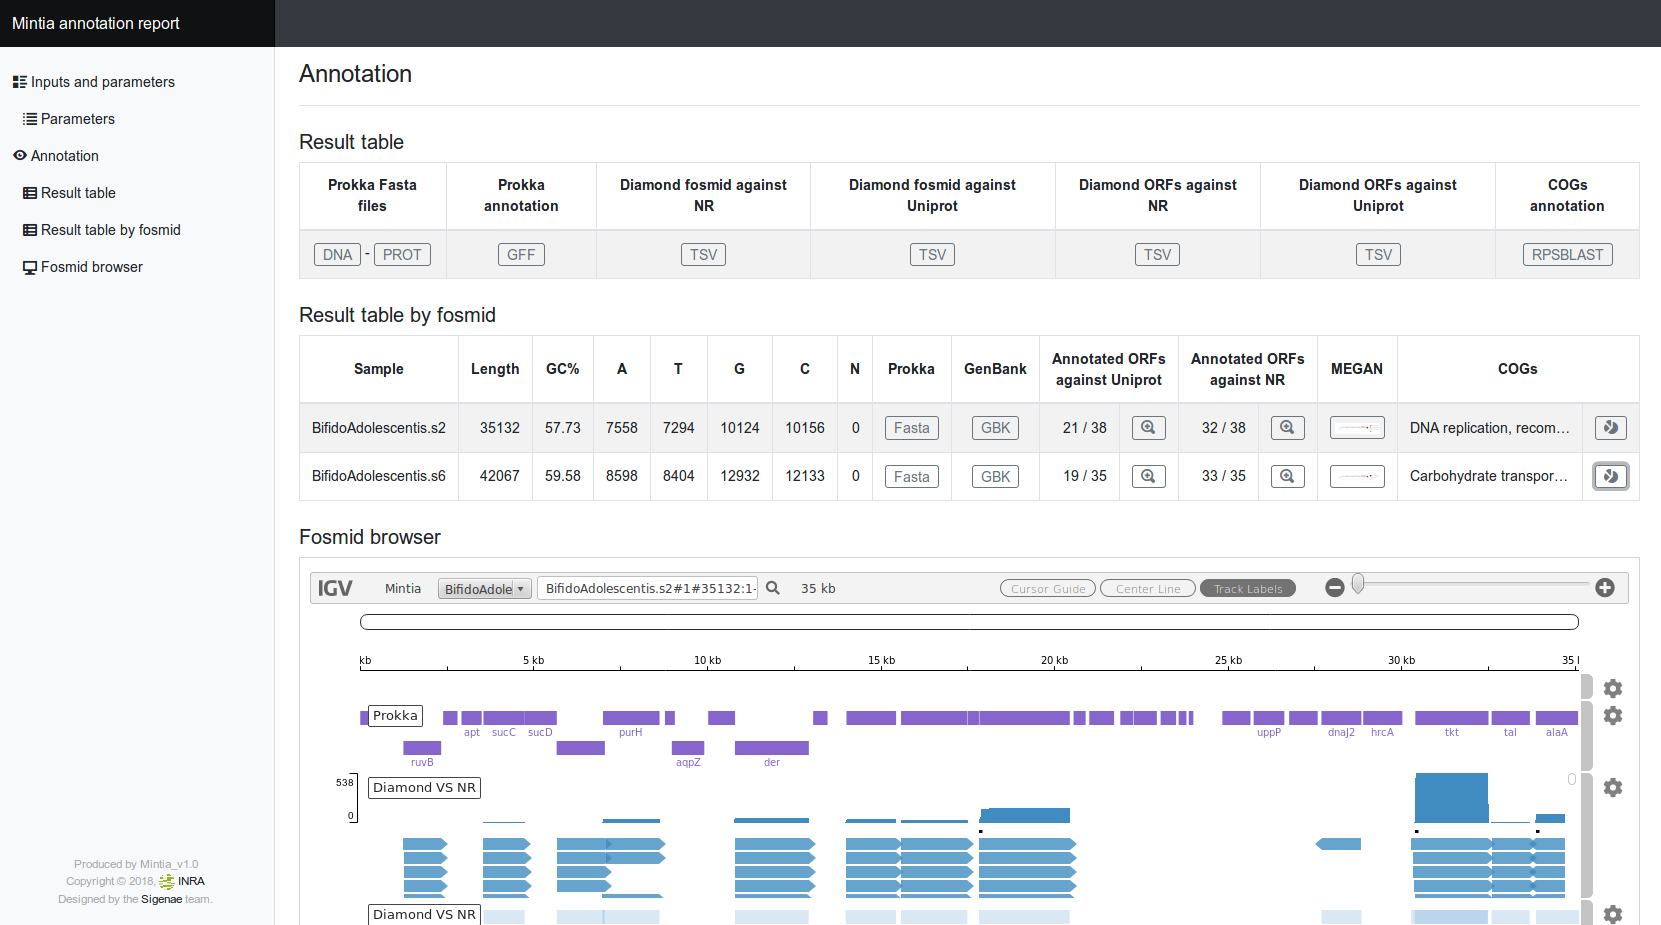 Mintia annotation report
Inputs and parameters
Parameters
Annotation
Result table
Result table by fosmid
Fosmid browser
Produced by Mintia_v1.0
Copyright © 2018, INRA
Designed by the Sigenae team.
Annotation
Result table
Prokka Fasta files Prokka annotation Diamond fosmid against NR Diamond fosmid against Uniprot Diamond ORFs against NR Diamond ORFs against Uniprot COGs annotation
DNA - PROT GFF TSV TSV TSV TSV RPSBLAST
Result table by fosmid
Sample Length GC% A T G C N Prokka GenBank Annotated ORFs against Uniprot Annotated ORFs against NR MEGAN COGs
BifidoAdolescentis.s2 35132 57.73 7558 7294 10124 10156 0 Fasta GBK 21 / 38 32 / 38 DNA replication, recom...
BifidoAdolescentis.s6 42067 59.58 8598 8404 12932 12133 0 Fasta GBK 19 / 35 33 / 35 Carbohydrate transpor...
Fosmid browser
IGV Mintia BifidoAdole BifidoAdolescentis.s2#1#35132:1- 35 kb Cursor Guide Center Line Track Labels
kb 5 kb 10 kb 15 kb 20 kb 25 kb 30 kb 35 l
Prokka
apt sucC sucD purH uppP dnaJ2 hrcA tkt tal alaA
ruvB aqpZ der
538
Diamond VS NR
0
Diamond VS NR